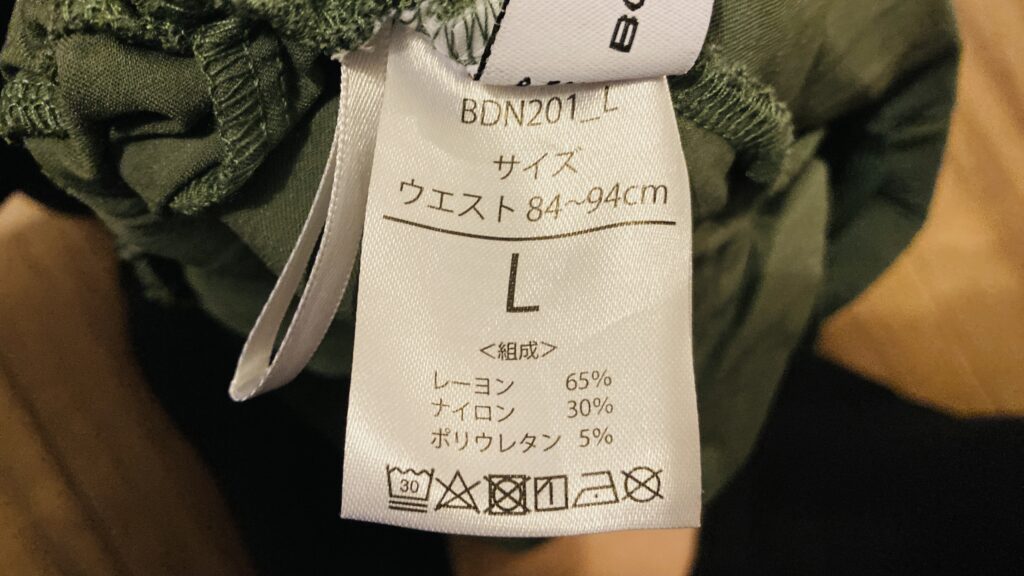 BDN201_L
サイズ
ウエスト 84~94cm
L
<組成>
レーヨン 65%
ナイロン 30%
ポリウレタン 5%
30